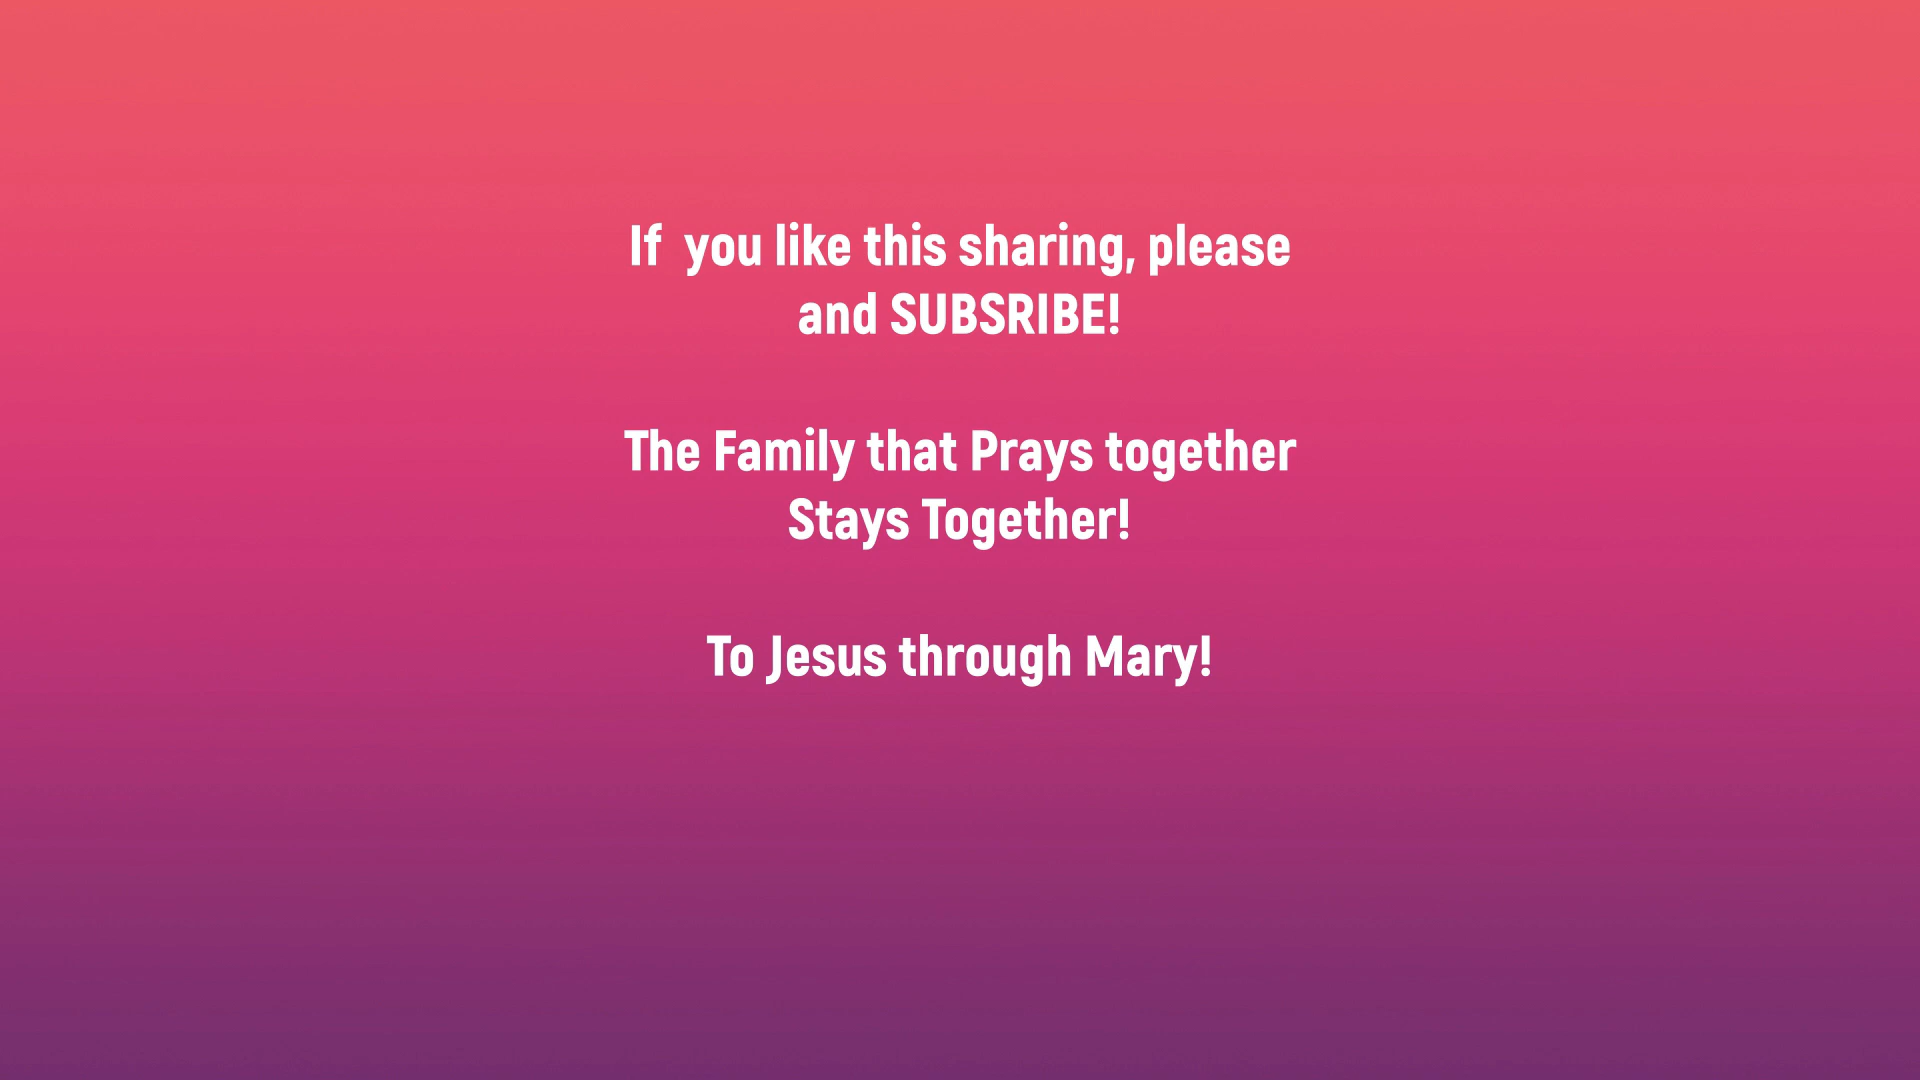 If  you like this sharing, please
and SUBSRIBE!
The Family that Prays together
Stays Together!
To Jesus through Mary!